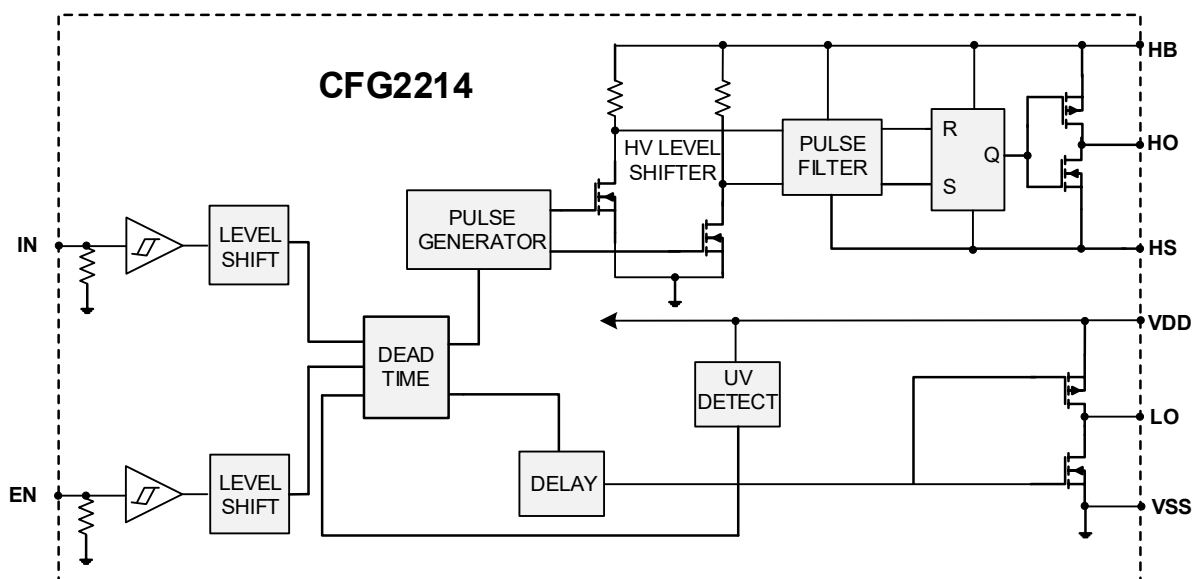 CFG2214
HB
HO
HS
VDD
LO
VSS
IN
EN
LEVEL
SHIFT
LEVEL
SHIFT
DEAD
TIME
PULSE
GENERATOR
HV LEVEL
SHIFTER
PULSE
FILTER
R
S
Q
UV
DETECT
DELAY